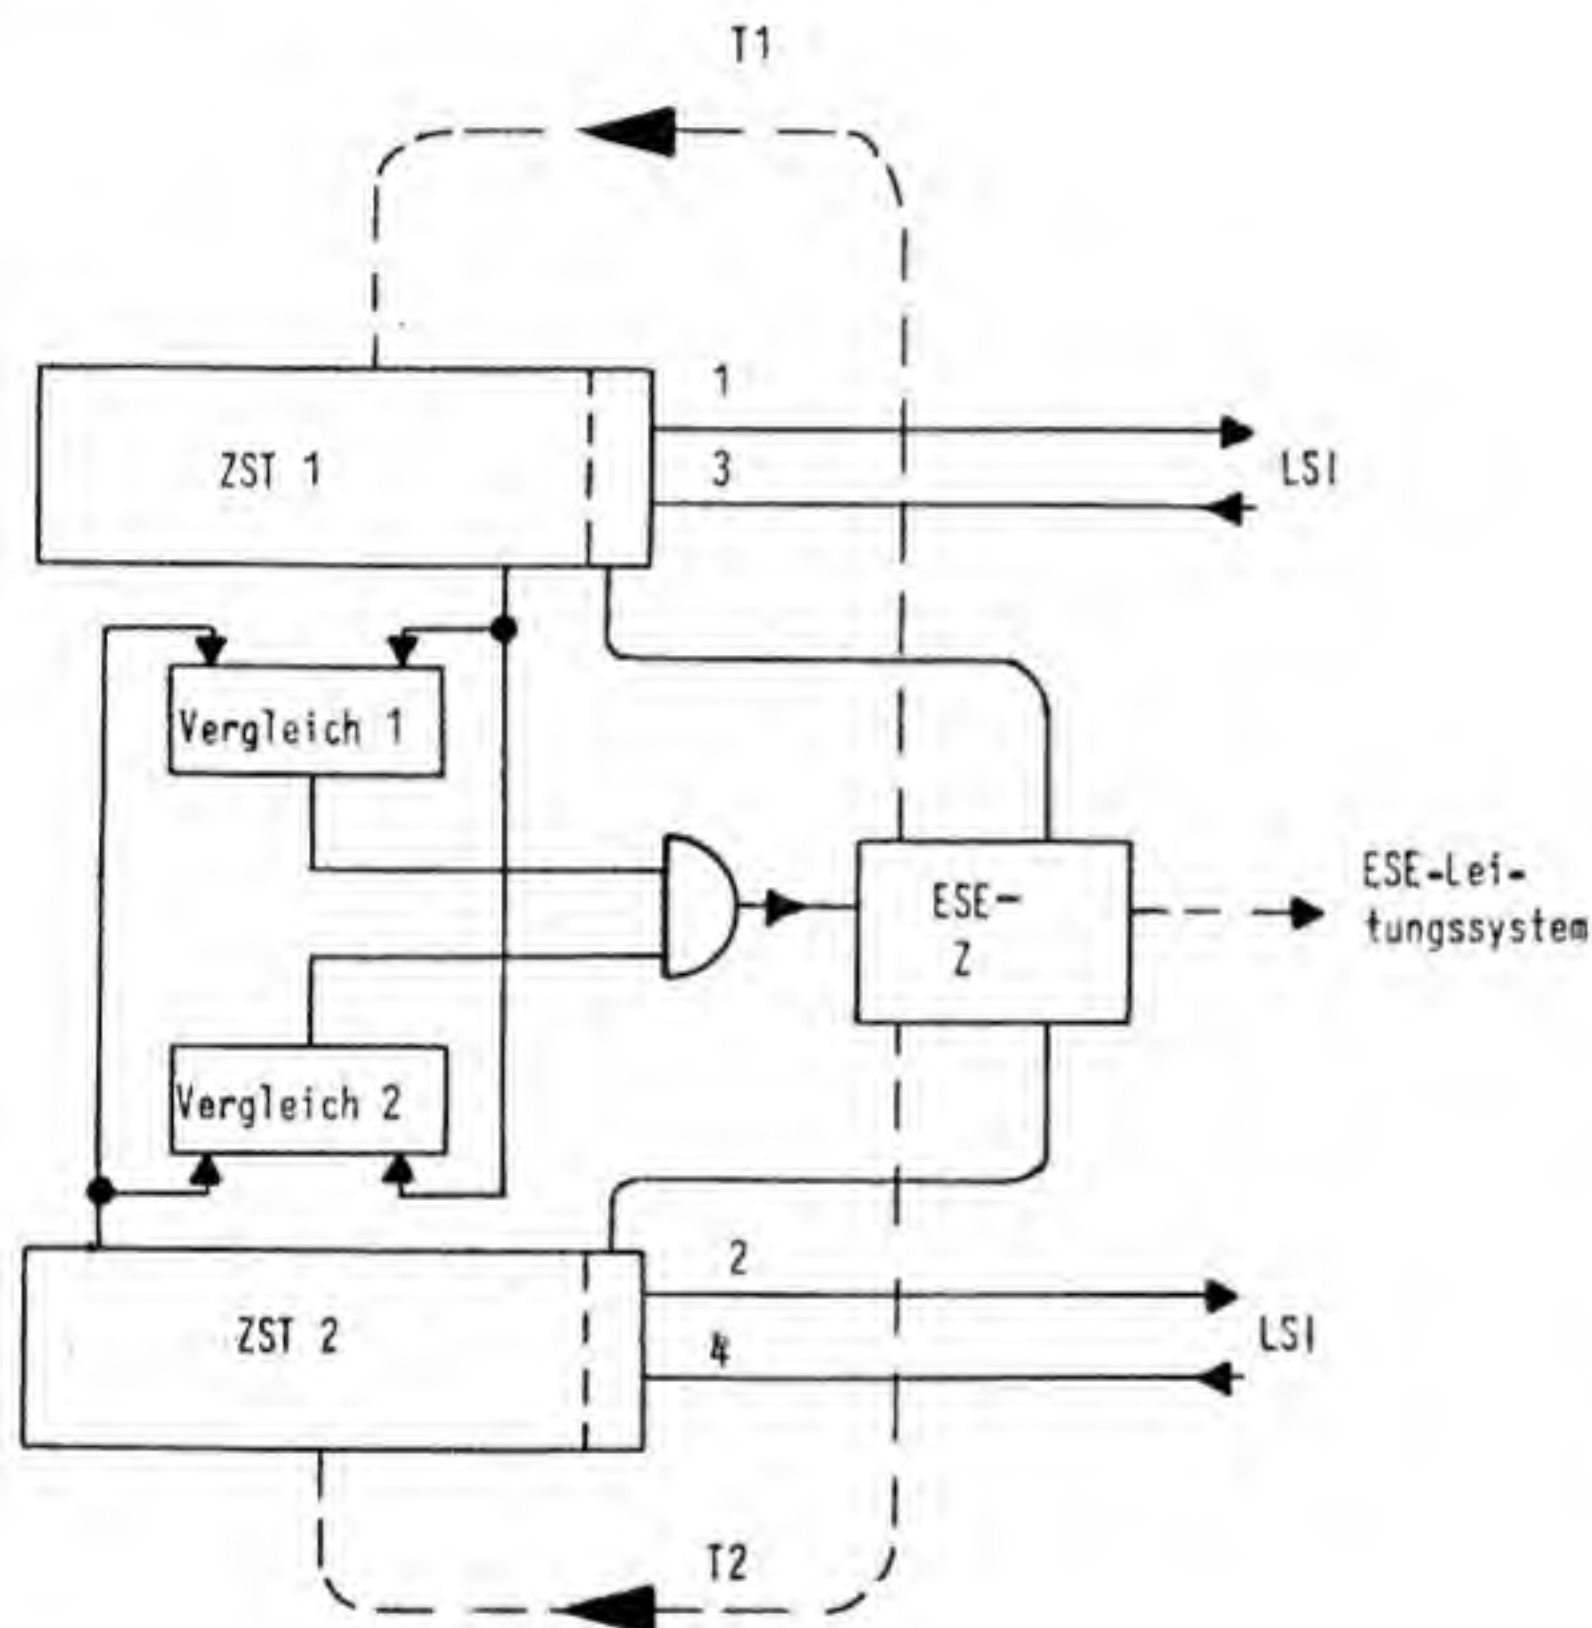 T1
1
ZST 1
3
LSI
Vergleich 1
ESE-
Z
ESE-Lei-
tungssystem
Vergleich 2
2
ZST 2
4
LSI
T2